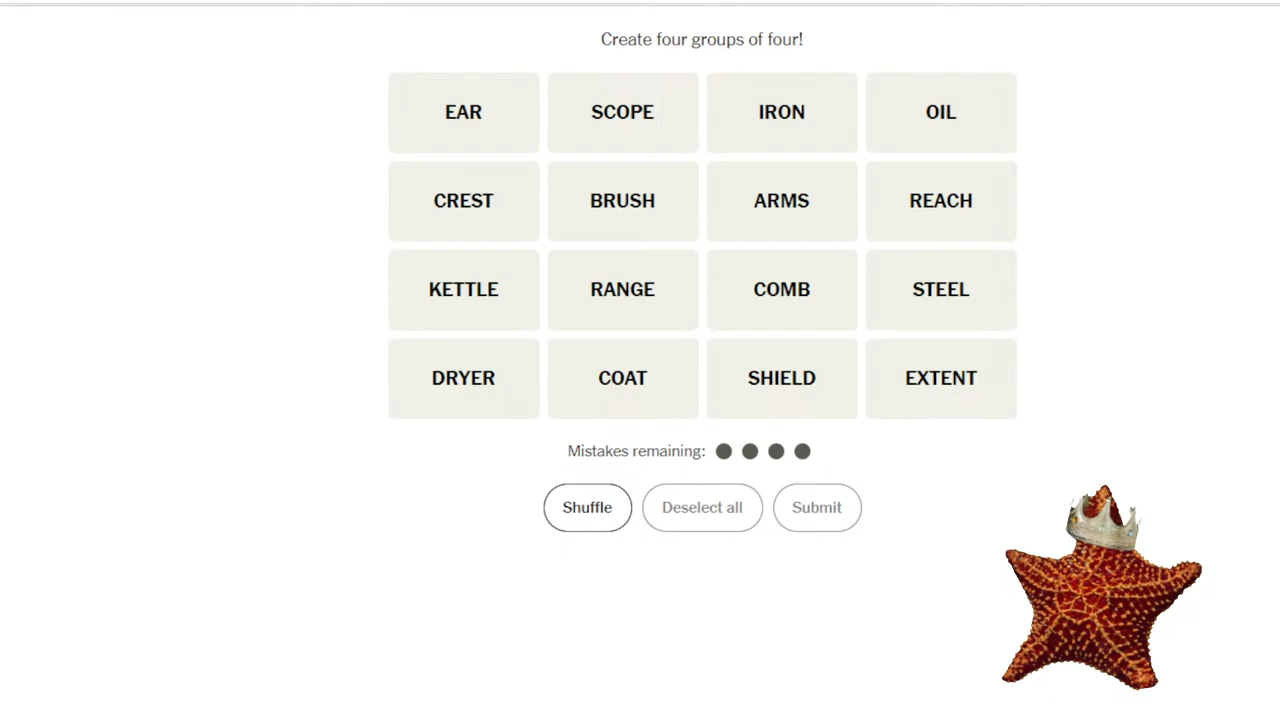 Create four groups of four!
EAR SCOPE IRON OIL
CREST BRUSH ARMS REACH
KETTLE RANGE COMB STEEL
DRYER COAT SHIELD EXTENT
Mistakes remaining:
Shuffle Deselect all Submit